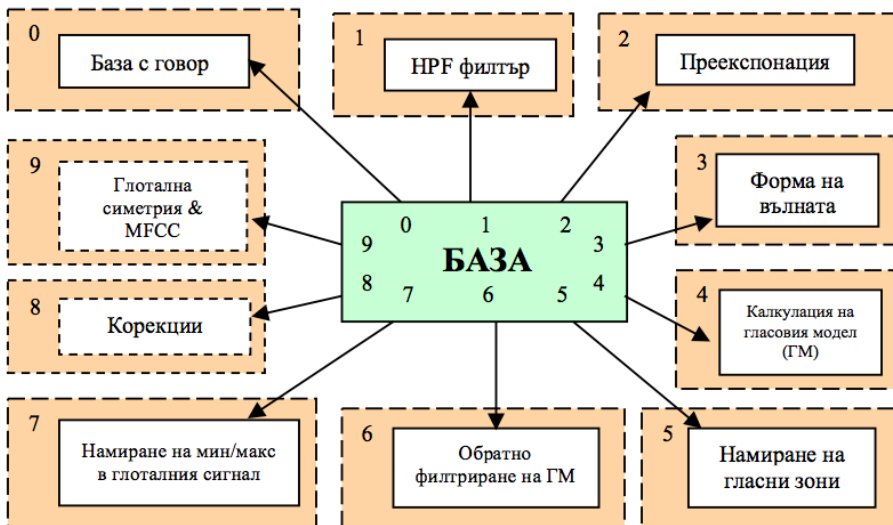 0
База с говор
1
HPF филтър
2
Преекспонация
9
Глотална
симетрия &
MFCC
3
Форма на
вълната
0 1 2
9 БАЗА 3
8 7 6 5 4
8
Корекции
4
Калкулация на
гласовия модел
(ГМ)
7
Намиране на мин/макс
в глоталния сигнал
6
Обратно
филтриране на ГМ
5
Намиране на
гласни зони